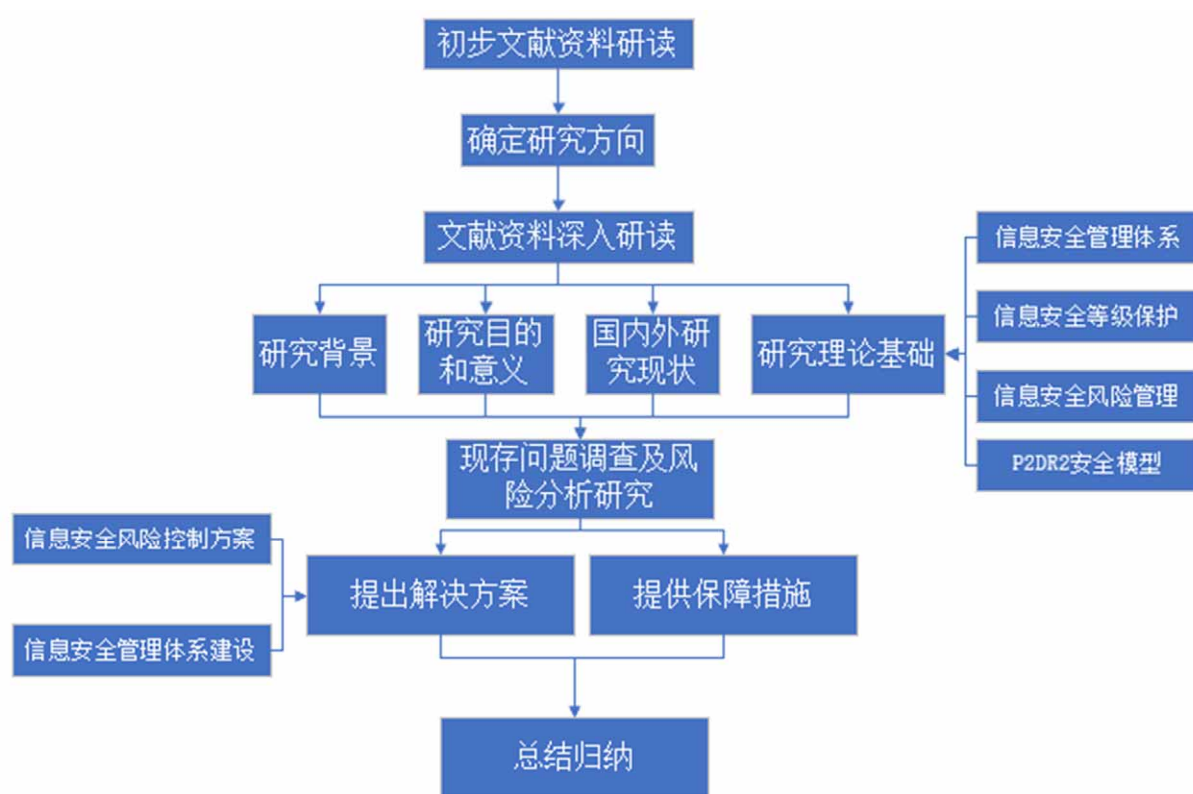 初步文献资料研读
确定研究方向
文献资料深入研读
研究背景
研究目的
和意义
国内外研
究现状
研究理论基础
信息安全管理体系
信息安全等级保护
信息安全风险管理
P2DR2安全模型
现存问题调查及风
险分析研究
信息安全风险控制方案
信息安全管理体系建设
提出解决方案
提供保障措施
总结归纳